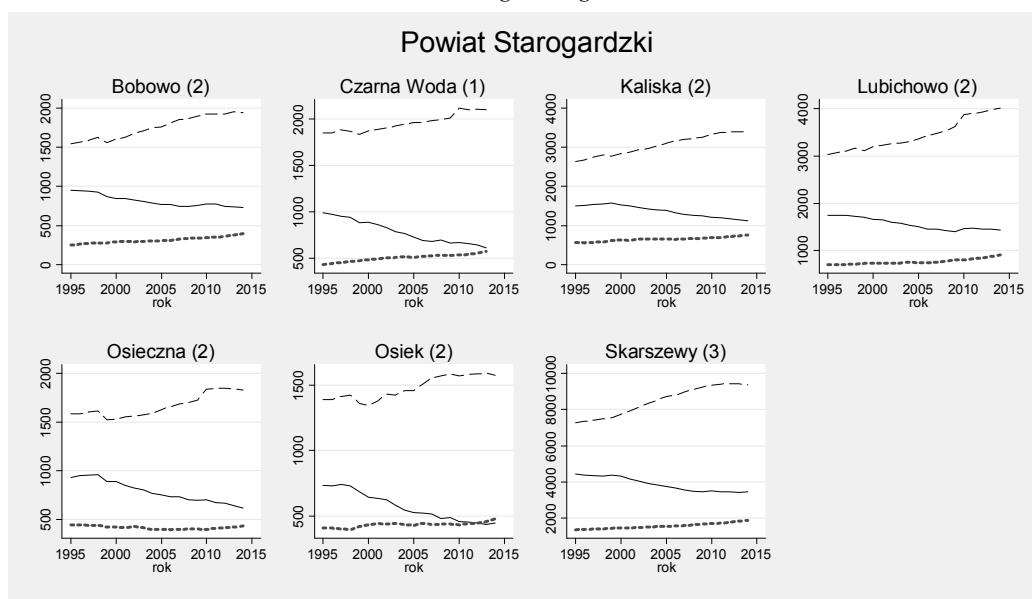 Powiat Starogardzki
Bobowo (2)
0 500 1000 1500 2000
1995 2000 2005 2010 2015
rok
Czarna Woda (1)
500 1000 1500 2000
1995 2000 2005 2010 2015
rok
Kaliska (2)
0 1000 2000 3000 4000
1995 2000 2005 2010 2015
rok
Lubichowo (2)
1000 2000 3000 4000
1995 2000 2005 2010 2015
rok
Osieczna (2)
500 1000 1500 2000
1995 2000 2005 2010 2015
rok
Osiek (2)
500 1000 1500
1995 2000 2005 2010 2015
rok
Skarszewy (3)
2000 4000 6000 8000 10000
1995 2000 2005 2010 2015
rok